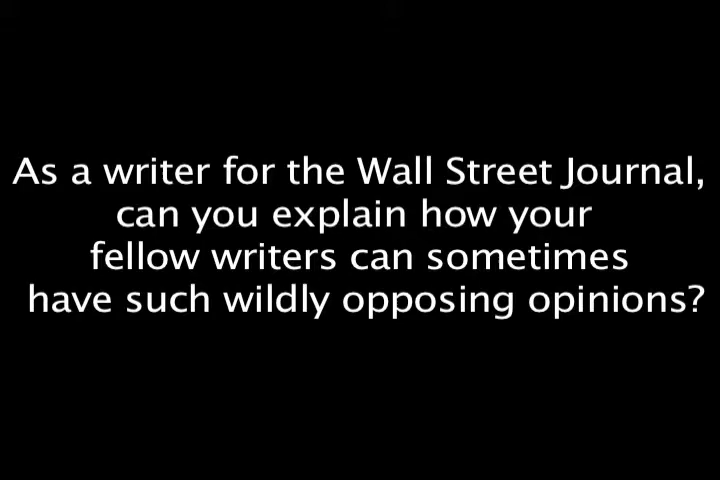 As a writer for the Wall Street Journal,
can you explain how your
fellow writers can sometimes
have such wildly opposing opinions?